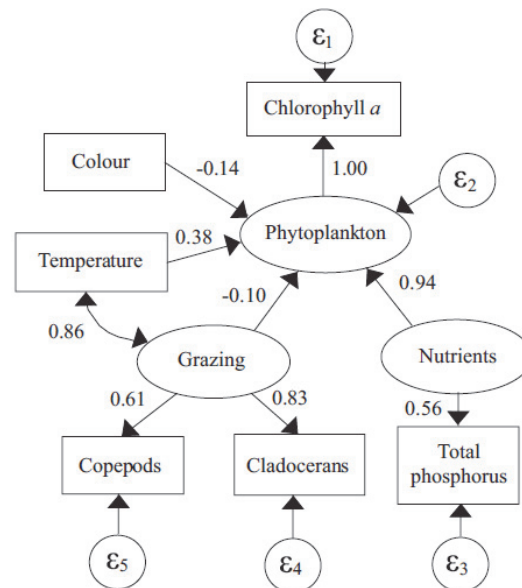 ε1
Chlorophyll a
Colour
-0.14
1.00
ε2
Phytoplankton
Temperature
0.38
-0.10
0.94
0.86
Grazing
Nutrients
0.61
0.83
0.56
Copepods
Cladocerans
Total
phosphorus
ε5
ε4
ε3